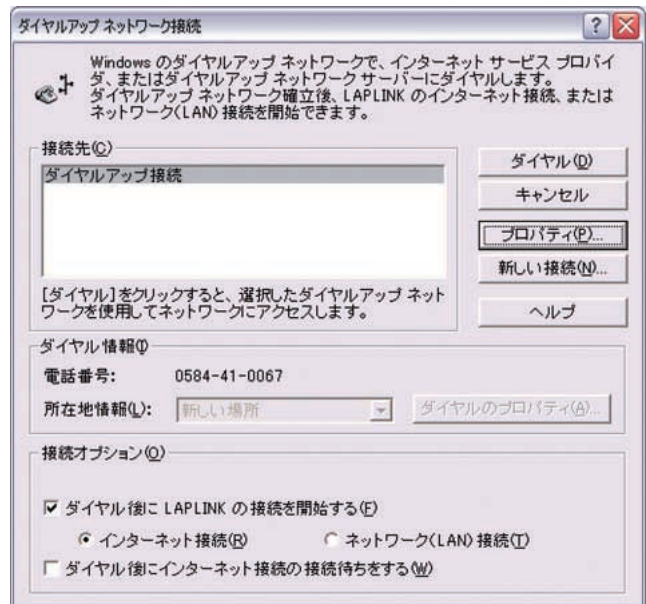 ダイヤルアップ ネットワーク接続
Windows のダイヤルアップ ネットワークで、インターネット サービス プロバイ
ダ、またはダイヤルアップ ネットワーク サーバーにダイヤルします。
ダイヤルアップ ネットワーク確立後、LAPLINK のインターネット接続、または
ネットワーク(LAN) 接続を開始できます。
接続先(C)
ダイヤルアップ接続
[ダイヤル]をクリックすると、選択したダイヤルアップ ネット
ワークを使用してネットワークにアクセスします。
ダイヤル(D)
キャンセル
プロパティ(P)...
新しい接続(N)...
ヘルプ
ダイヤル情報(I)
電話番号: 0584-41-0067
所在地情報(L): 新しい場所 ダイヤルのプロパティ(A)...
接続オプション(O)
ダイヤル後に LAPLINK の接続を開始する(F)
インターネット接続(R) ネットワーク(LAN) 接続(T)
ダイヤル後にインターネット接続の接続待ちをする(W)